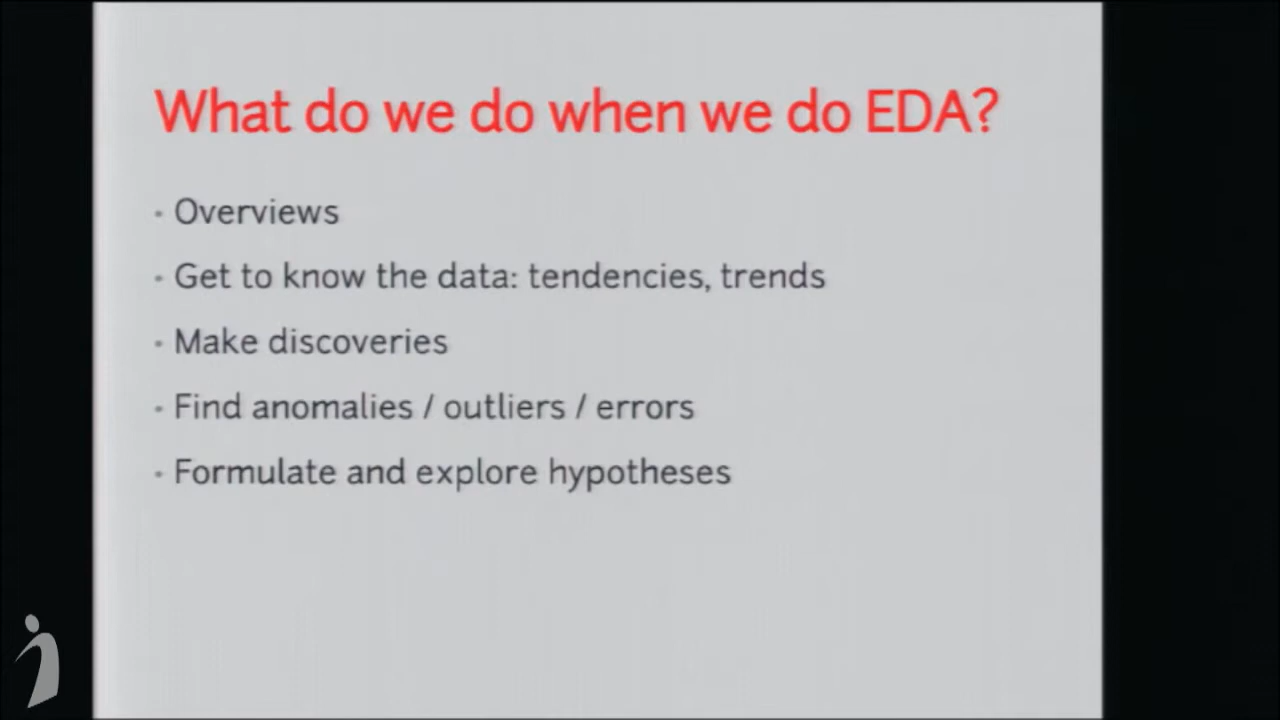 What do we do when we do EDA?
• Overviews
• Get to know the data: tendencies, trends
• Make discoveries
• Find anomalies / outliers / errors
• Formulate and explore hypotheses